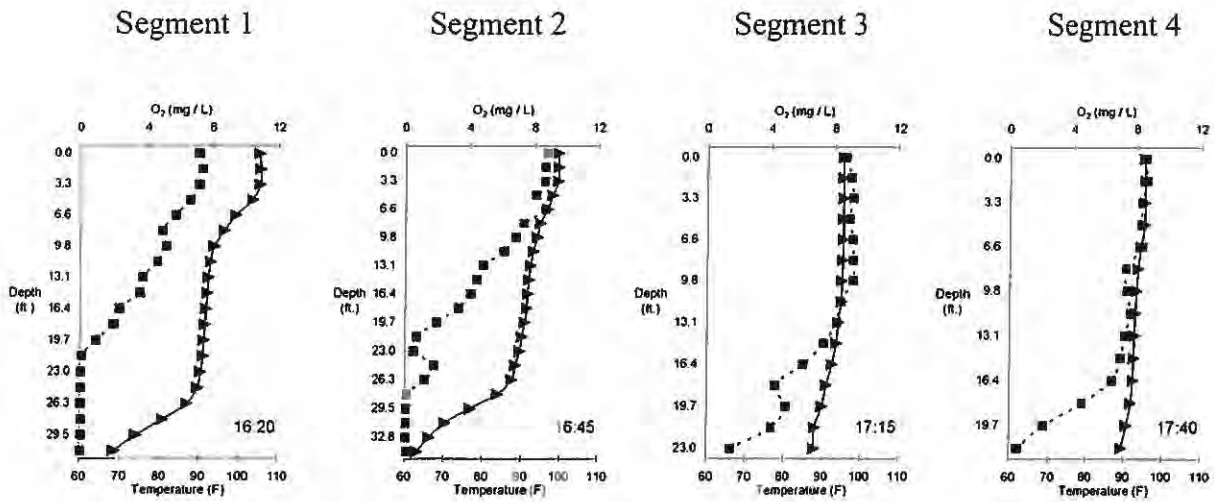 Segment 1
O₂ (mg / L)
0 4 8 12
0.0
3.3
6.6
9.8
13.1
Depth
(ft.)
16.4
19.7
23.0
26.3
29.5
16:20
60 70 80 90 100 110
Temperature (F)
Segment 2
O₂ (mg / L)
0 4 8 12
0.0
3.3
6.6
9.8
13.1
Depth
(ft.)
16.4
19.7
23.0
26.3
29.5
32.8
16:45
60 70 80 90 100 110
Temperature (F)
Segment 3
O₂ (mg / L)
0 4 8 12
0.0
3.3
6.6
9.8
Depth
(ft.)
13.1
16.4
19.7
23.0
17:15
60 70 80 90 100 110
Temperature (F)
Segment 4
O₂ (mg / L)
0 4 8 12
0.0
3.3
6.6
Depth
(ft.)
9.8
13.1
16.4
19.7
17:40
60 70 80 90 100 110
Temperature (F)